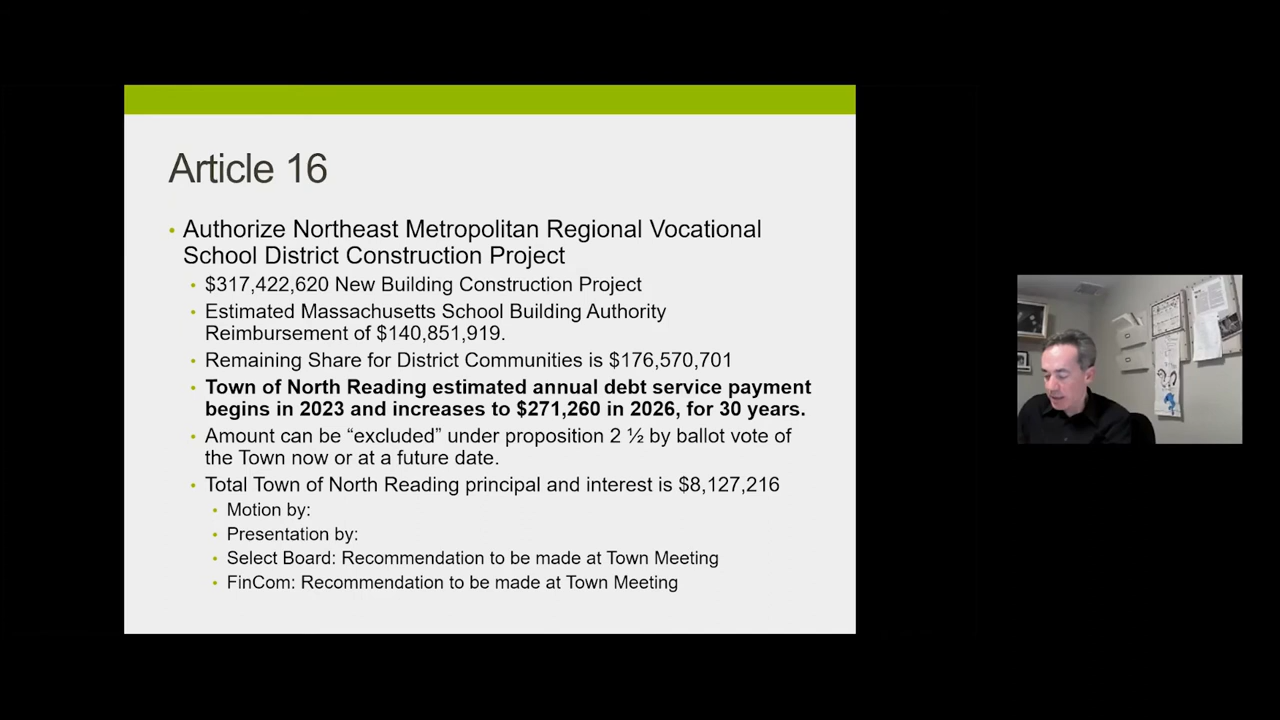 Article 16
Authorize Northeast Metropolitan Regional Vocational
School District Construction Project
$317,422,620 New Building Construction Project
Estimated Massachusetts School Building Authority
Reimbursement of $140,851,919.
Remaining Share for District Communities is $176,570,701
Town of North Reading estimated annual debt service payment
begins in 2023 and increases to $271,260 in 2026, for 30 years.
Amount can be “excluded” under proposition 2 ½ by ballot vote of
the Town now or at a future date.
Total Town of North Reading principal and interest is $8,127,216
Motion by:
Presentation by:
Select Board: Recommendation to be made at Town Meeting
FinCom: Recommendation to be made at Town Meeting